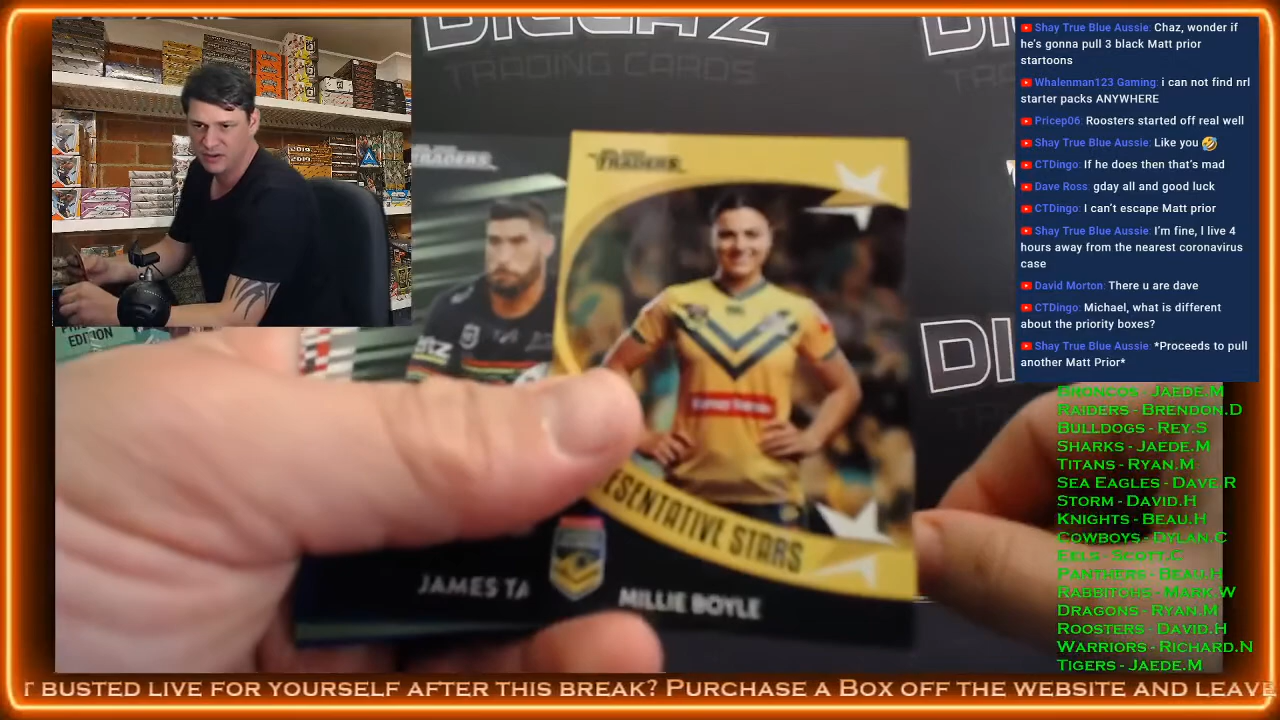 DIGGAZ
TRADING CARDS
TRADERS
TRADERS
2019
EDITION
ESENTATIVE STARS
JAMES TA
MILLIE BOYLE
Shay True Blue Aussie: Chaz, wonder if
he's gonna pull 3 black Matt prior
startoons
Whalenman123 Gaming: i can not find nrl
starter packs ANYWHERE
Pricep06: Roosters started off real well
Shay True Blue Aussie: Like you 🤣
CTDingo: If he does then that's mad
Dave Ross: gday all and good luck
CTDingo: I can't escape Matt prior
Shay True Blue Aussie: I'm fine, I live 4
hours away from the nearest coronavirus
case
David Morton: There u are dave
CTDingo: Michael, what is different
about the priority boxes?
Shay True Blue Aussie: *Proceeds to pull
another Matt Prior*
Broncos - Jaede.M
Raiders - Brendon.D
Bulldogs - Rey.S
Sharks - Jaede.M
Titans - Ryan.M
Sea Eagles - Dave.R
Storm - David.H
Knights - Beau.H
Cowboys - Dylan.C
Eels - Scott.C
Panthers - Beau.H
Rabbitohs - Mark.W
Dragons - Ryan.M
Roosters - David.H
Warriors - Richard.N
Tigers - Jaede.M
T BUSTED LIVE FOR YOURSELF AFTER THIS BREAK? PURCHASE A BOX OFF THE WEBSITE AND LEAVE